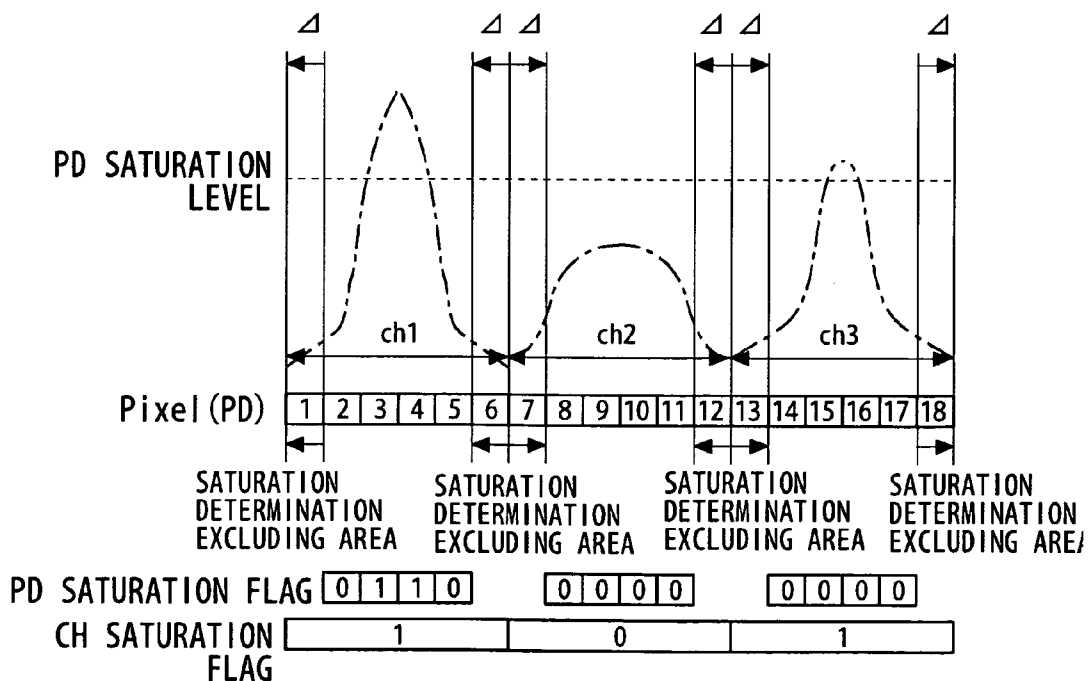 ⊿ ⊿ ⊿ ⊿ ⊿ ⊿
PD SATURATION
LEVEL
ch1 ch2 ch3
Pixel(PD) 1 2 3 4 5 6 7 8 9 10 11 12 13 14 15 16 17 18
SATURATION
DETERMINATION
EXCLUDING AREA
SATURATION
DETERMINATION
EXCLUDING AREA
SATURATION
DETERMINATION
EXCLUDING AREA
SATURATION
DETERMINATION
EXCLUDING AREA
PD SATURATION FLAG 0 1 1 0 0 0 0 0 0 0 0 0
CH SATURATION
FLAG
1 0 1